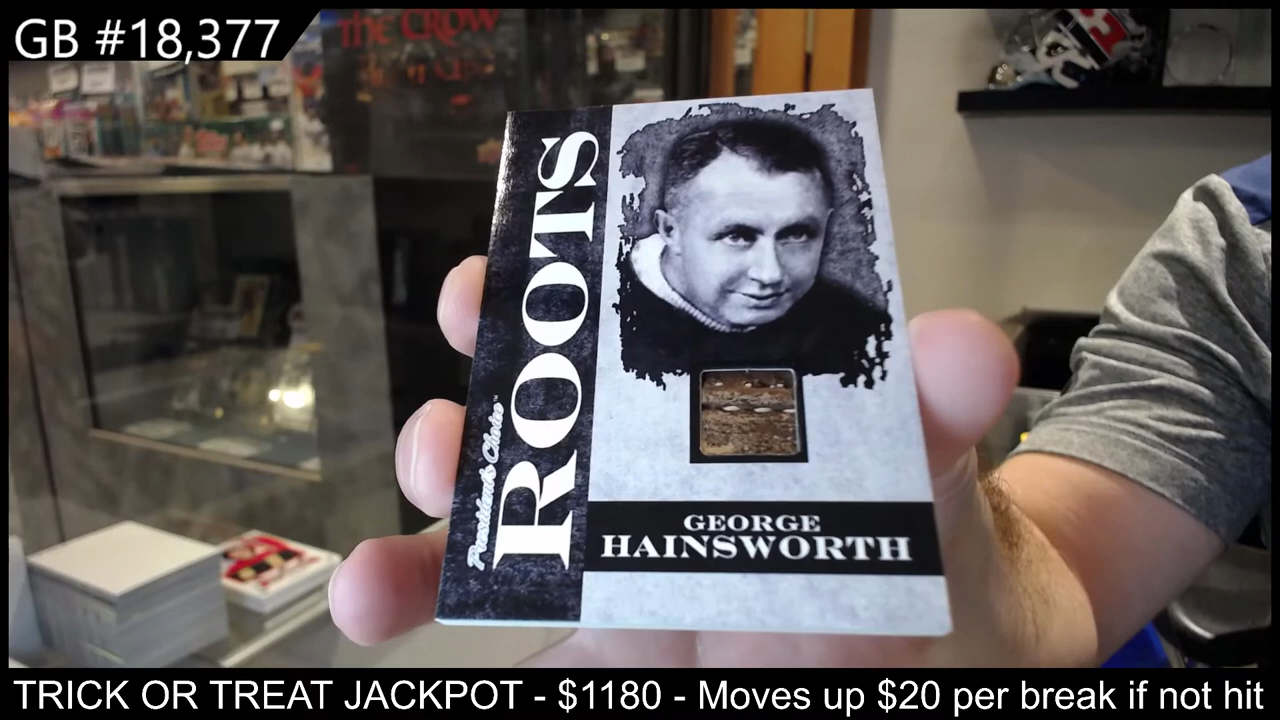 GB #18,377
THE CROW
President's Choice™
ROOTS
GEORGE
HAINSWORTH
TRICK OR TREAT JACKPOT - $1180 - Moves up $20 per break if not hit